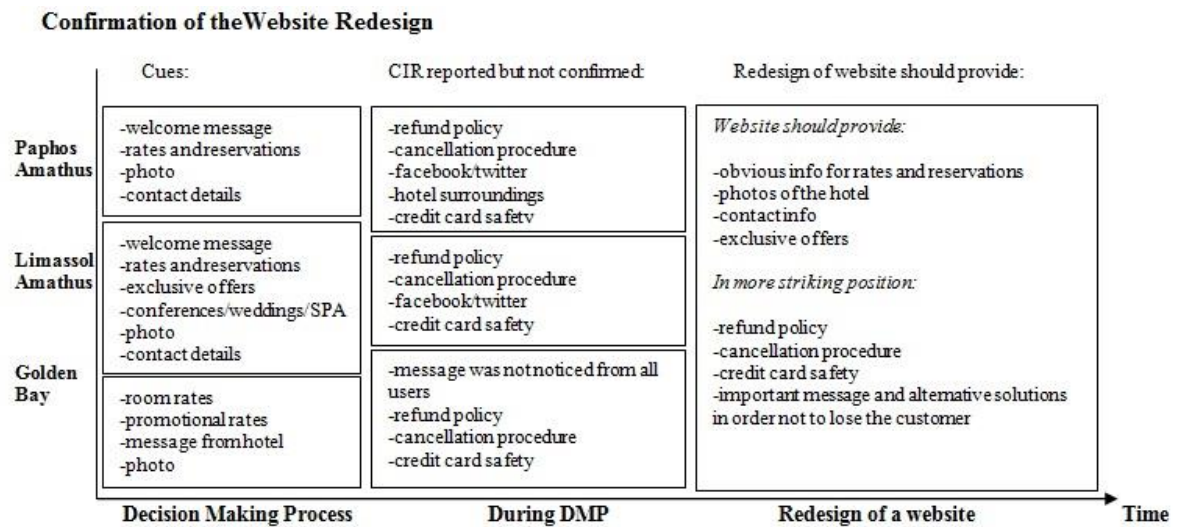 Confirmation of theWebsite Redesign
Cues:
CIR reported but not confirmed:
Redesign of website should provide:
Paphos
Amathus
-welcome message
-rates andreservations
-photo
-contact details
-refund policy
-cancellation procedure
-facebook/twitter
-hotel surroundings
-credit card safety
Limassol
Amathus
-welcome message
-rates andreservations
-exclusive offers
-conferences/weddings/SPA
-photo
-contact details
-refund policy
-cancellation procedure
-facebook/twitter
-credit card safety
Golden
Bay
-room rates
-promotional rates
-message fromhotel
-photo
-message was not noticed from all
users
-refund policy
-cancellation procedure
-credit card safety
Website should provide:
-obvious info for rates and reservations
-photos of the hotel
-contact info
-exclusive offers
In more striking position:
-refund policy
-cancellation procedure
-credit card safety
-important message and alternative solutions
in order not to lose the customer
Decision Making Process
During DMP
Redesign of a website
Time